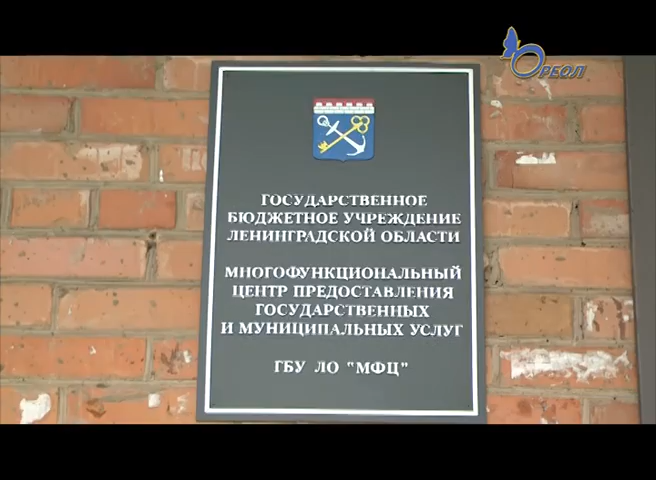 ОРЕОЛ
ГОСУДАРСТВЕННОЕ
БЮДЖЕТНОЕ УЧРЕЖДЕНИЕ
ЛЕНИНГРАДСКОЙ ОБЛАСТИ
МНОГОФУНКЦИОНАЛЬНЫЙ
ЦЕНТР ПРЕДОСТАВЛЕНИЯ
ГОСУДАРСТВЕННЫХ
И МУНИЦИПАЛЬНЫХ УСЛУГ
ГБУ ЛО "МФЦ"